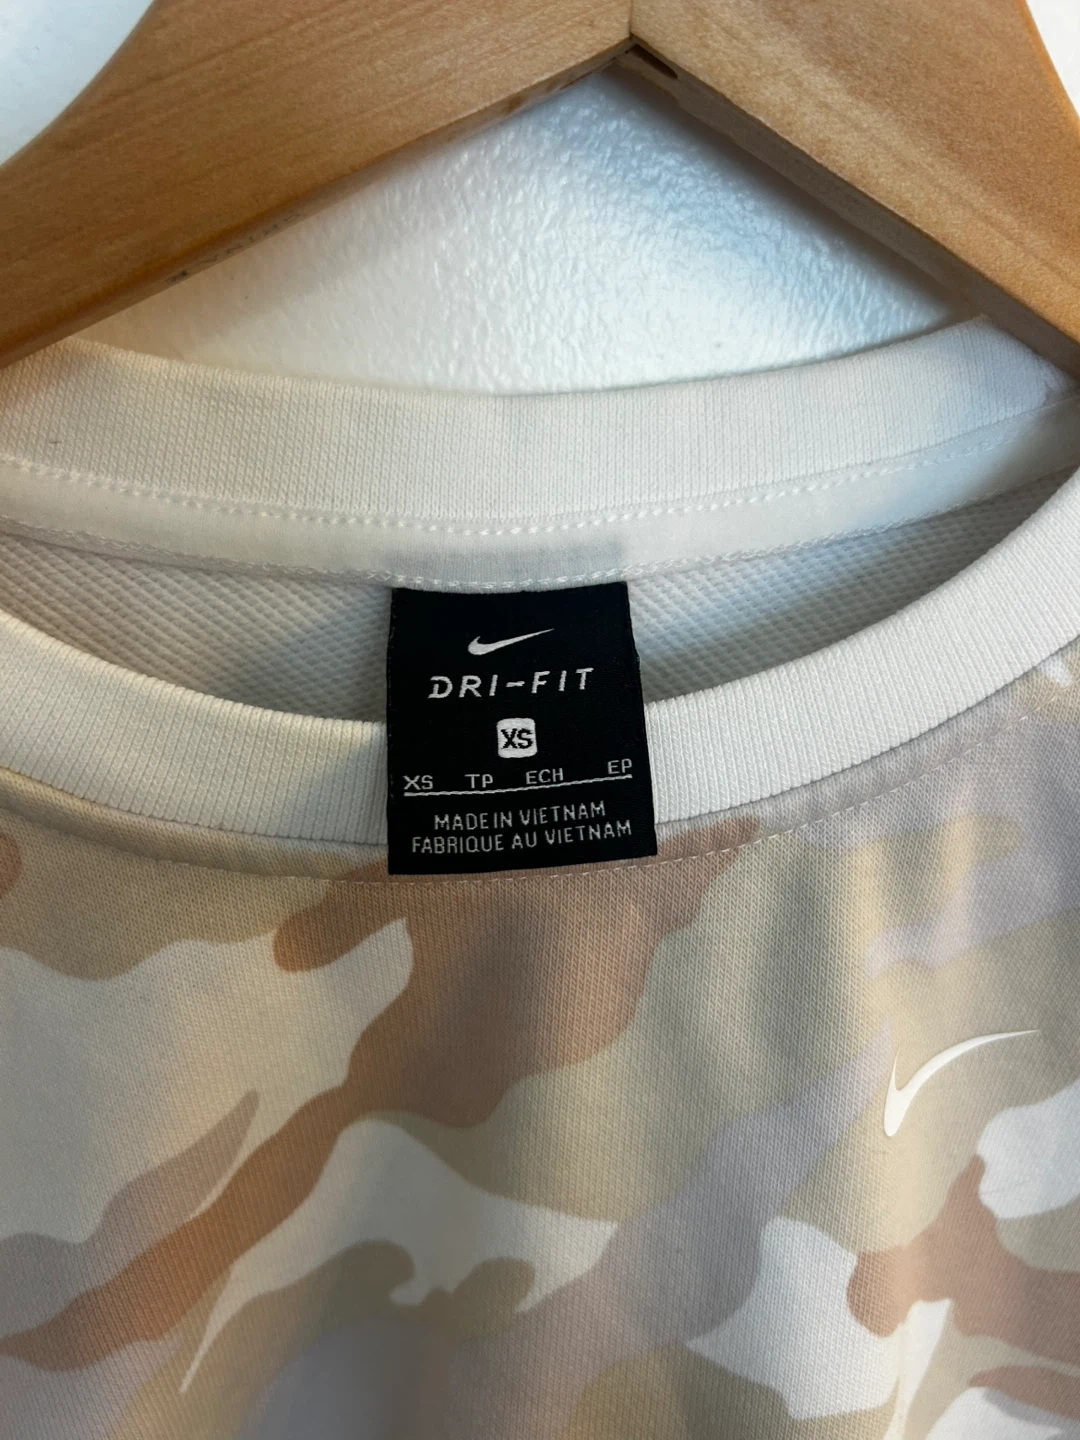 DRI-FIT
XS
XS TP ECH EP
MADE IN VIETNAM
FABRIQUE AU VIETNAM